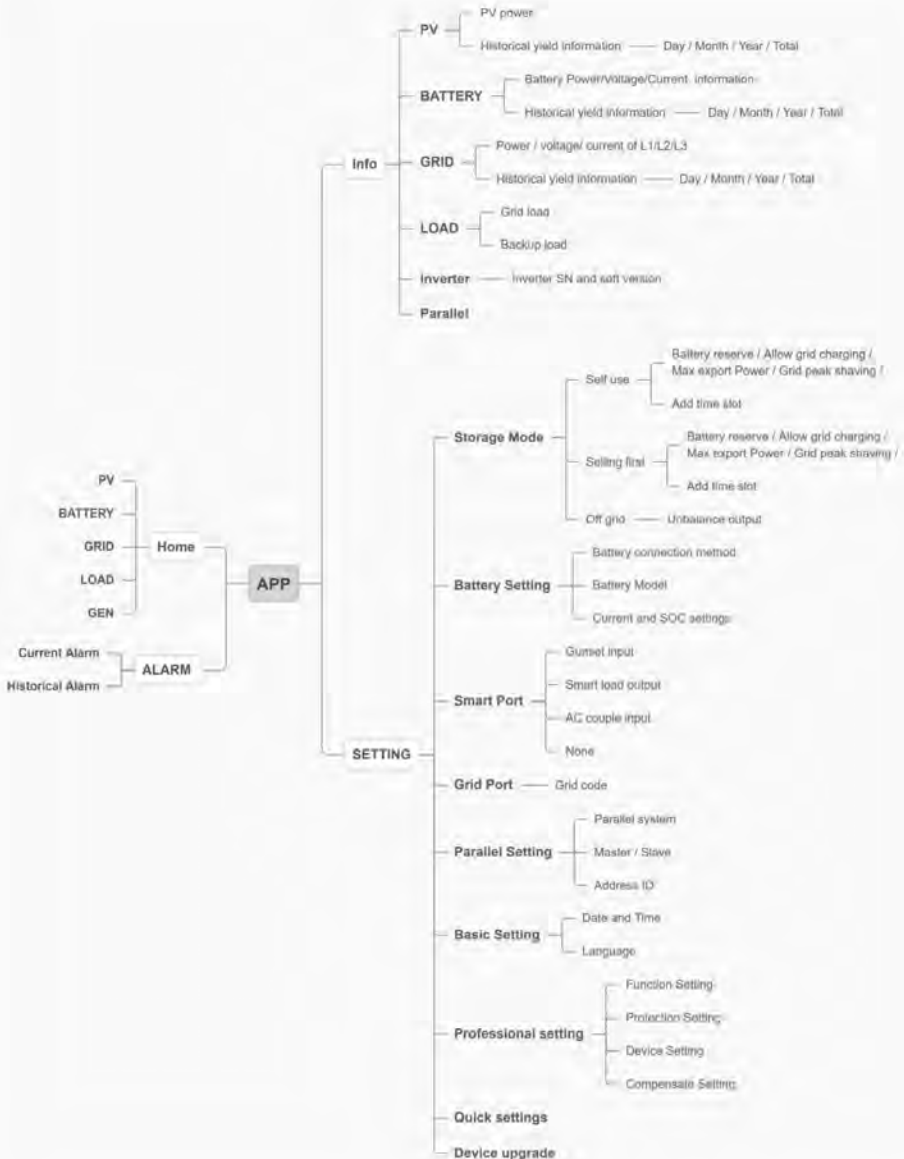 PV
PV power
Historical yield information
Day / Month / Year / Total
BATTERY
Battery Power/Voltage/Current information
Historical yield information
Day / Month / Year / Total
Info
GRID
Power / voltage/ current of L1/L2/L3
Historical yield information
Day / Month / Year / Total
LOAD
Grid load
Backup load
Inverter
Inverter SN and soft version
Parallel
Storage Mode
Self use
Battery reserve / Allow grid charging /
Max export Power / Grid peak shaving /
Add time slot
Selling first
Battery reserve / Allow grid charging /
Max export Power / Grid peak shaving /
Add time slot
Off grid
Unbalance output
PV
BATTERY
GRID
LOAD
GEN
Home
APP
Current Alarm
Historical Alarm
ALARM
Battery Setting
Battery connection method
Battery Model
Current and SOC settings
Smart Port
Gunset input
Smart load output
AC couple input
None
SETTING
Grid Port
Grid code
Parallel Setting
Parallel system
Master / Slave
Address ID
Basic Setting
Date and Time
Language
Professional setting
Function Setting
Protection Setting
Device Setting
Compensate Setting
Quick settings
Device upgrade